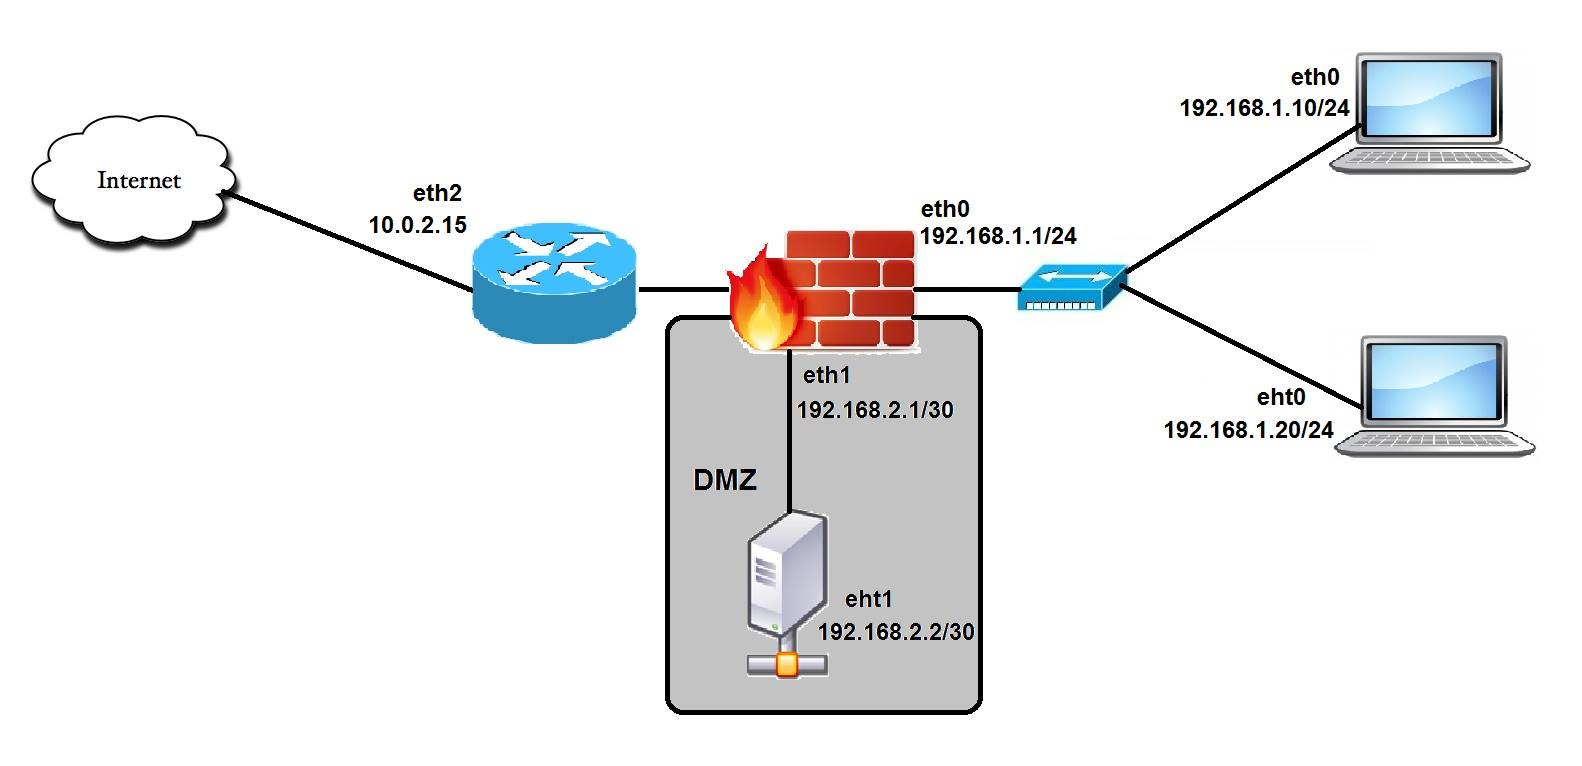 Internet
eth2
10.0.2.15
eth0
192.168.1.1/24
eth0
192.168.1.10/24
eht0
192.168.1.20/24
eth1
192.168.2.1/30
DMZ
eht1
192.168.2.2/30